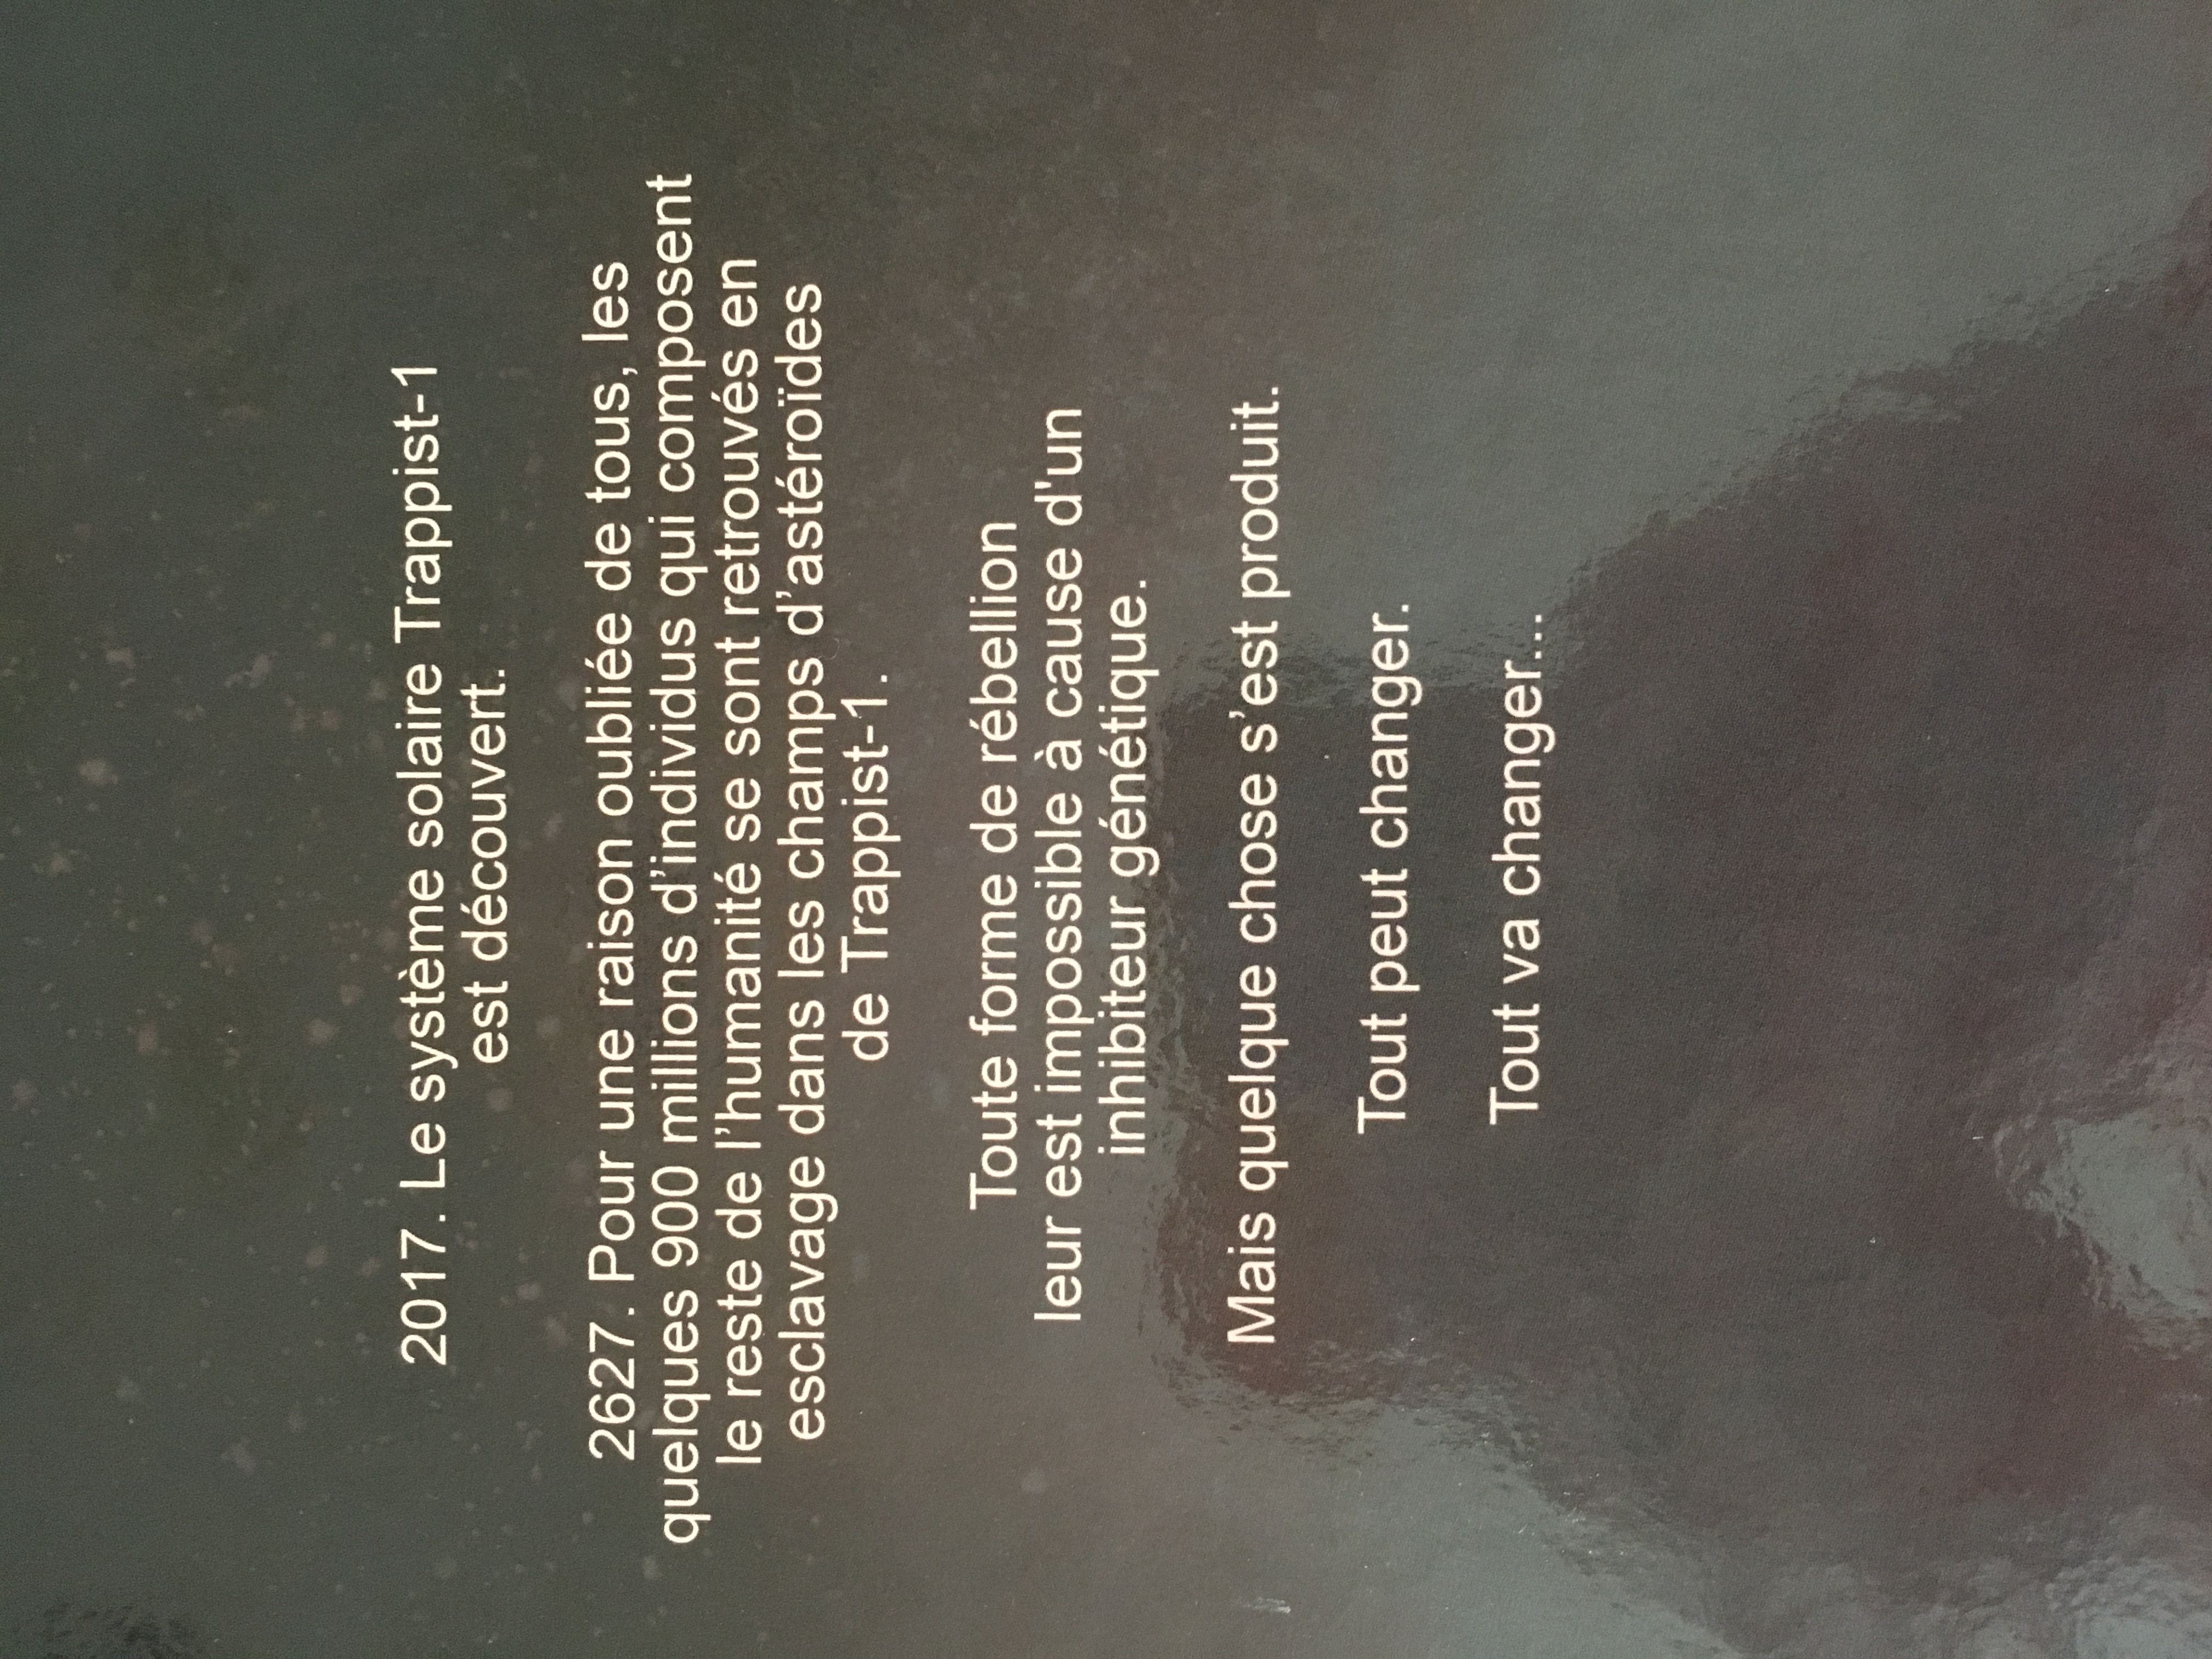 2017. Le système solaire Trappist-1
est découvert.
2627. Pour une raison oubliée de tous, les
quelques 900 millions d’individus qui composent
le reste de l’humanité se sont retrouvés en
esclavage dans les champs d’astéroïdes
de Trappist-1.
Toute forme de rébellion
leur est impossible à cause d'un
inhibiteur génétique.
Mais quelque chose s’est produit.
Tout peut changer.
Tout va changer...